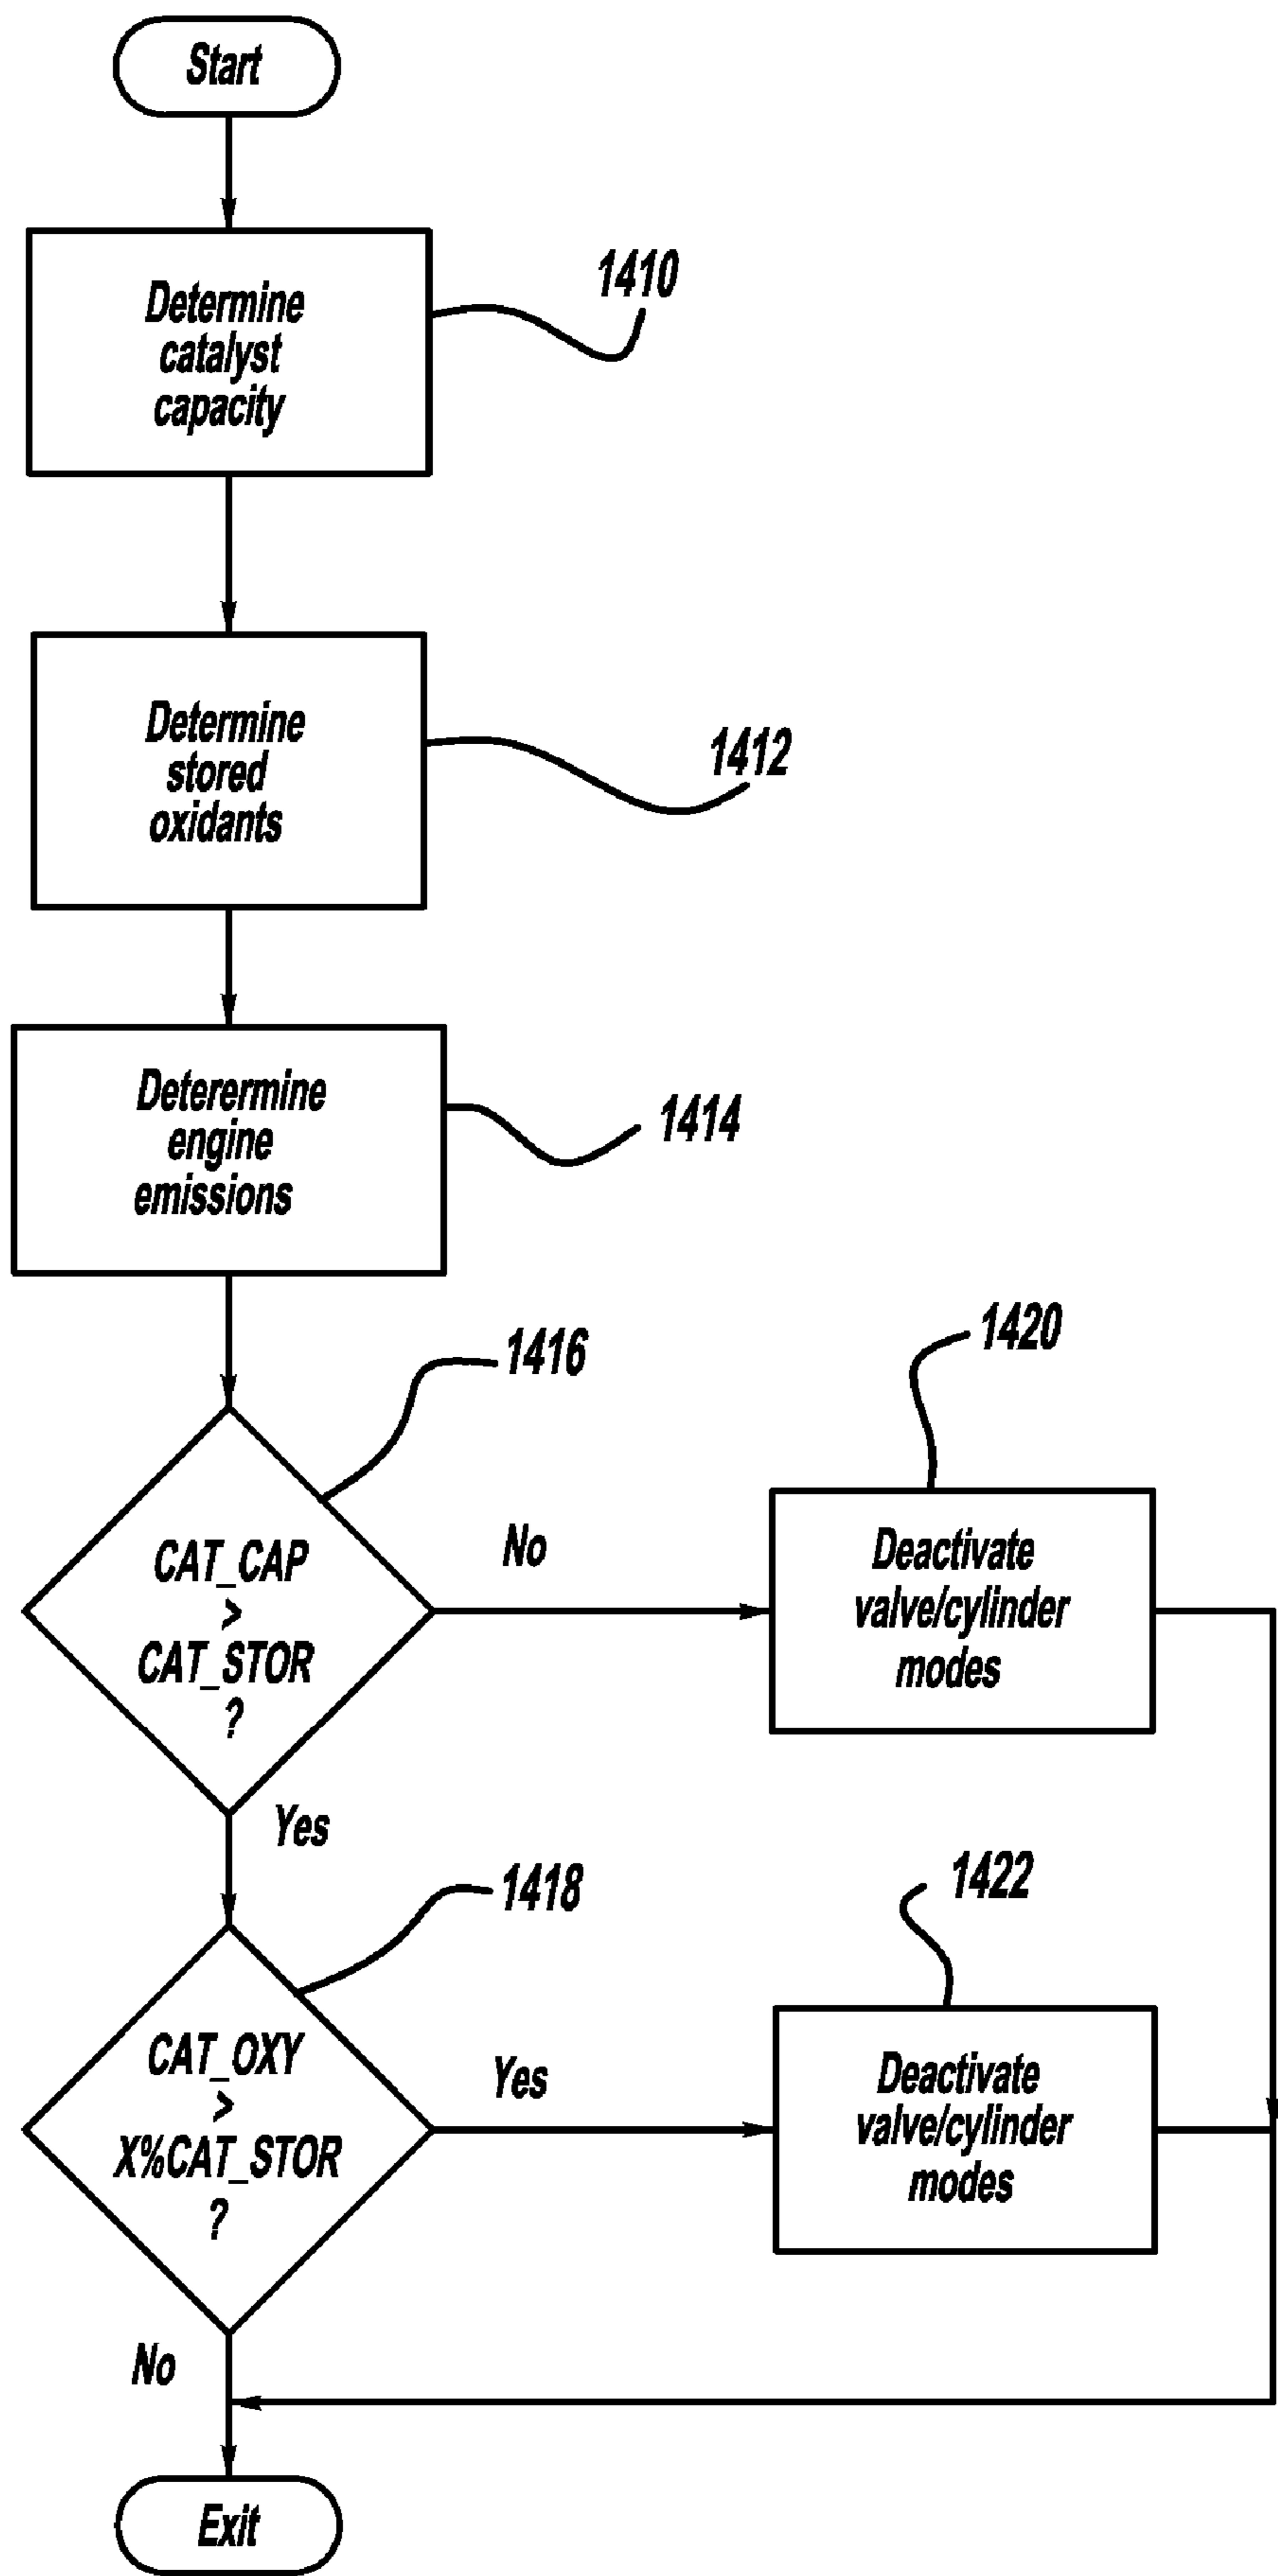 Start
Determine
catalyst
capacity
1410
Determine
stored
oxidants
1412
Deterermine
engine
emissions
1414
1416
CAT_CAP
>
CAT_STOR
?
No
1420
Deactivate
valve/cylinder
modes
Yes
1418
CAT_OXY
>
X%CAT_STOR
?
Yes
1422
Deactivate
valve/cylinder
modes
No
Exit